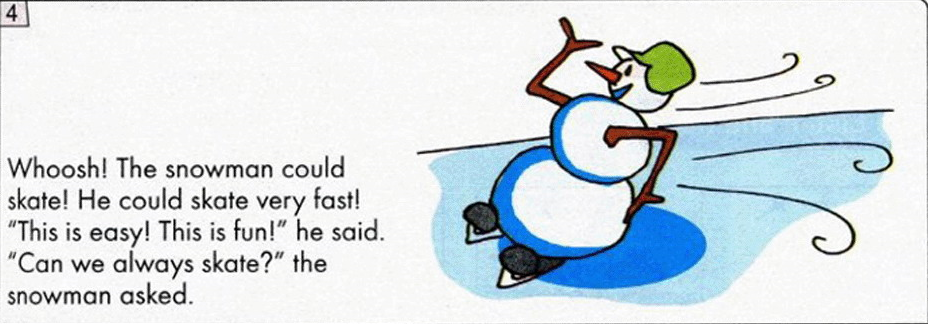 4
Whoosh! The snowman could
skate! He could skate very fast!
“This is easy! This is fun!” he said.
“Can we always skate?” the
snowman asked.